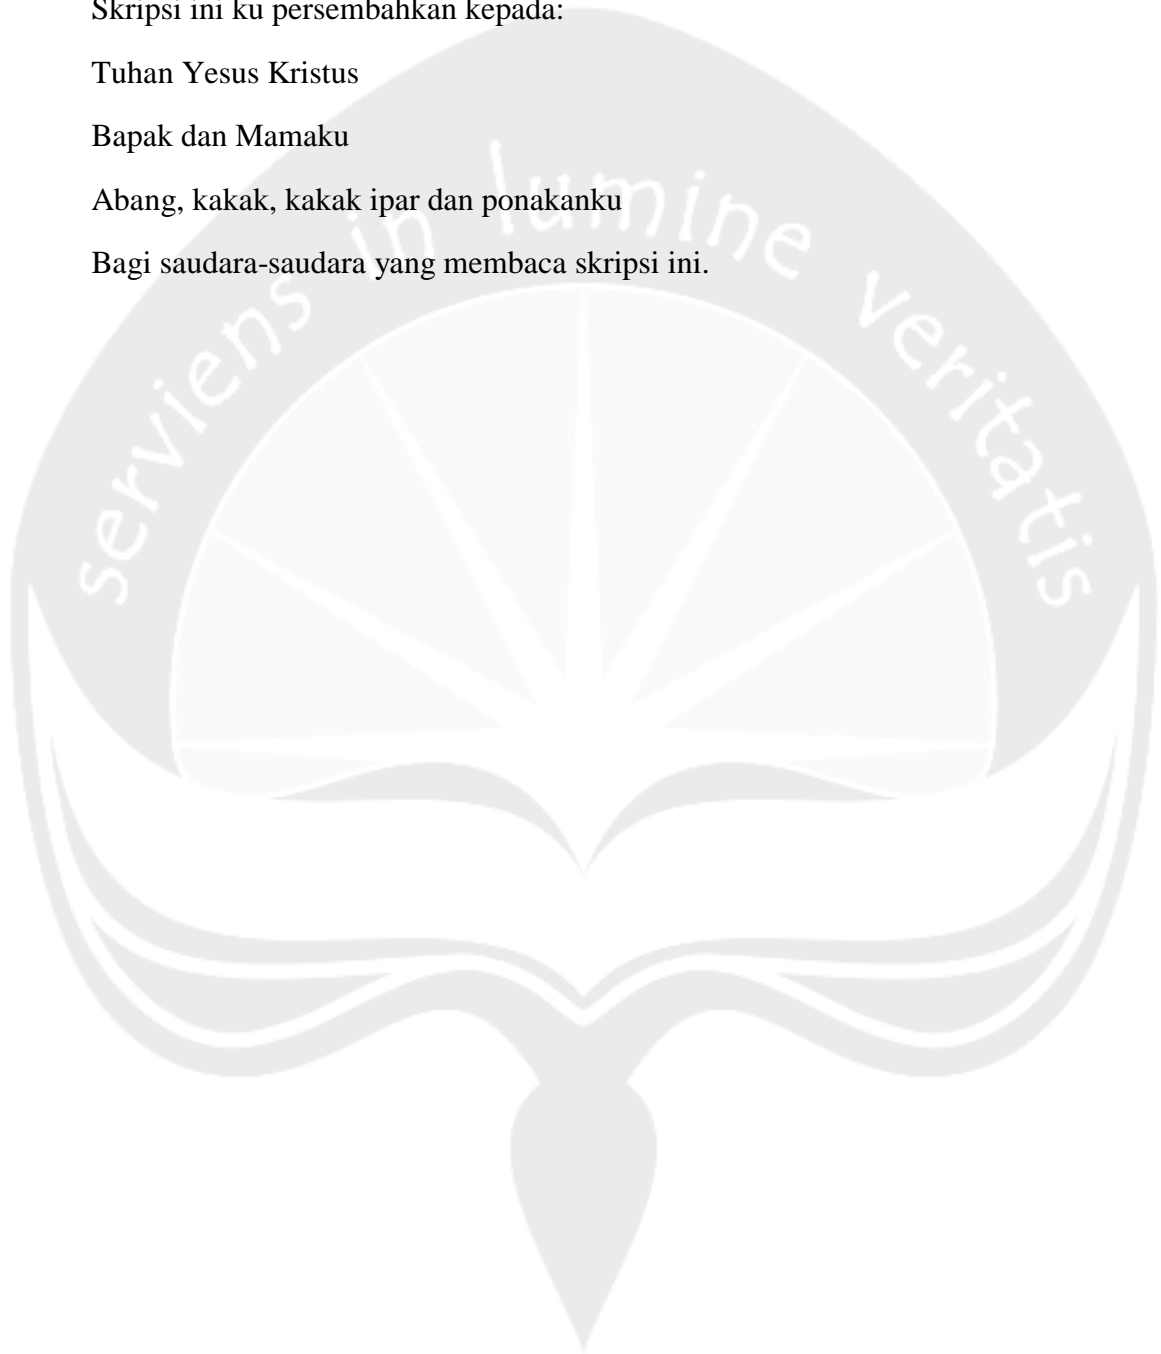 Skripsi ini ku persembahkan kepada:
Tuhan Yesus Kristus
Bapak dan Mamaku
Abang, kakak, kakak ipar dan ponakanku
Bagi saudara-saudara yang membaca skripsi ini.
serviens in lumine veritatis